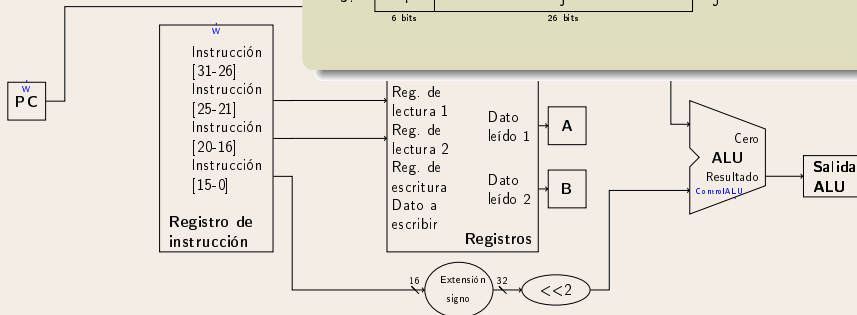 6 bits
26 bits
w
PC
w
Instrucción
[31-26]
Instrucción
[25-21]
Instrucción
[20-16]
Instrucción
[15-0]
Registro de
instrucción
Reg. de
lectura 1
Reg. de
lectura 2
Reg. de
escritura
Dato a
escribir
Dato
leído 1
Dato
leído 2
Registros
A
B
Cero
ALU
Resultado
ControlALU
Salida
ALU
16
Extensión
signo
32
<<2